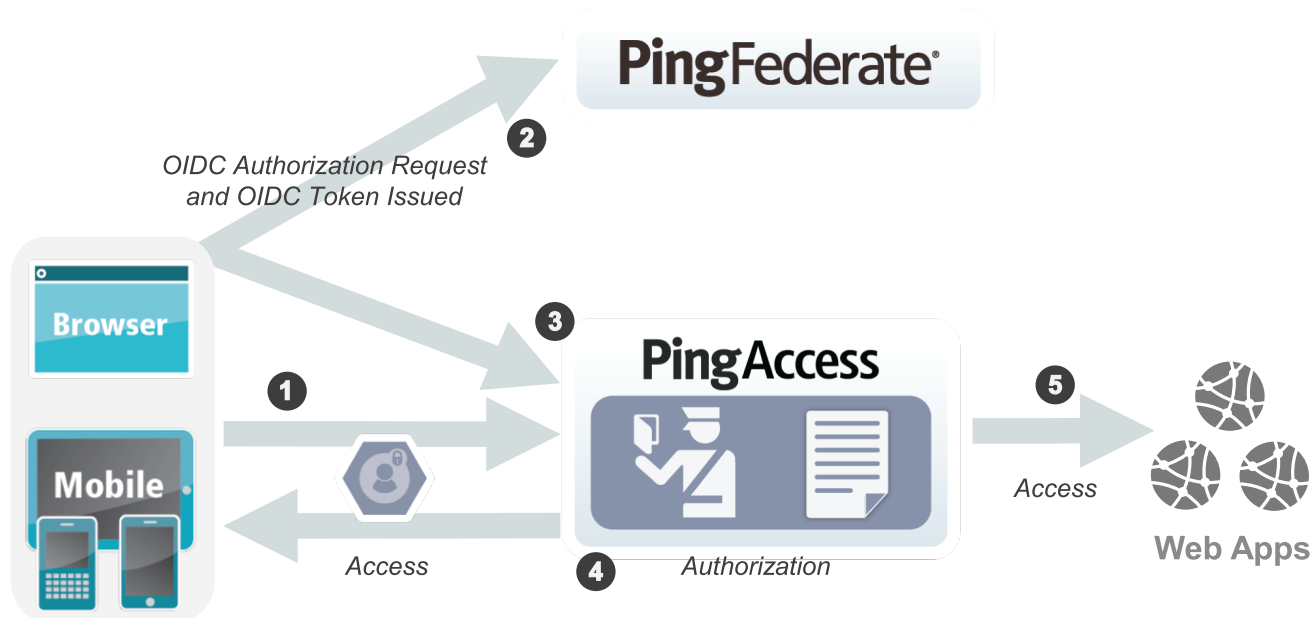 PingFederate®
2
OIDC Authorization Request
and OIDC Token Issued
Browser
3
PingAccess
1
5
Mobile
Access
Web Apps
Access
4
Authorization